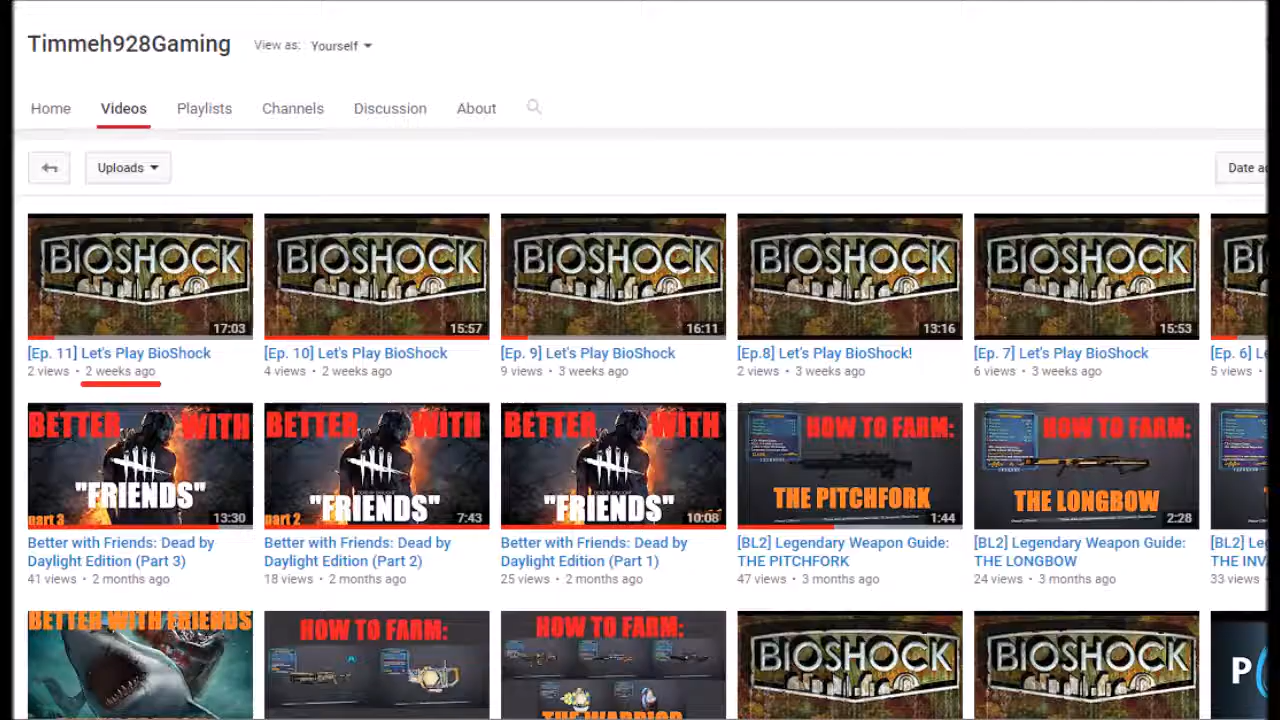 Timmeh928Gaming View as: Yourself
Home Videos Playlists Channels Discussion About
Uploads Date
BIOSHOCK BIOSHOCK BIOSHOCK BIOSHOCK BIOSHOCK
17:03 15:57 16:11 13:16 15:53
[Ep. 11] Let's Play BioShock [Ep. 10] Let's Play BioShock [Ep. 9] Let's Play BioShock [Ep.8] Let's Play BioShock! [Ep. 7] Let's Play BioShock [Ep. 6]
2 views • 2 weeks ago 4 views • 2 weeks ago 9 views • 3 weeks ago 2 views • 3 weeks ago 6 views • 3 weeks ago 5 views •
BETTER WITH BETTER WITH BETTER WITH HOW TO FARM: HOW TO FARM:
"FRIENDS" "FRIENDS" "FRIENDS" THE PITCHFORK THE LONGBOW
part 3 13:30 part 2 7:43 10:08 1:44 2:28
Better with Friends: Dead by Better with Friends: Dead by Better with Friends: Dead by [BL2] Legendary Weapon Guide: [BL2] Legendary Weapon Guide: [BL2]
Daylight Edition (Part 3) Daylight Edition (Part 2) Daylight Edition (Part 1) THE PITCHFORK THE LONGBOW THE
41 views • 2 months ago 18 views • 2 months ago 25 views • 2 months ago 47 views • 3 months ago 24 views • 3 months ago 33 views
BETTER WITH FRIENDS HOW TO FARM: HOW TO FARM: BIOSHOCK BIOSHOCK P
THE WARRIOR